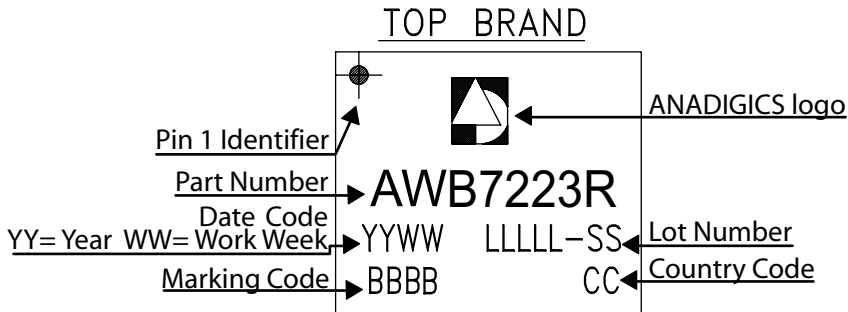 TOP BRAND
ANADIGICS logo
Pin 1 Identifier
Part Number
AWB7223R
Date Code
YY= Year WW= Work Week
YYWW LLLLL-SS
Lot Number
Marking Code
BBBB CC
Country Code